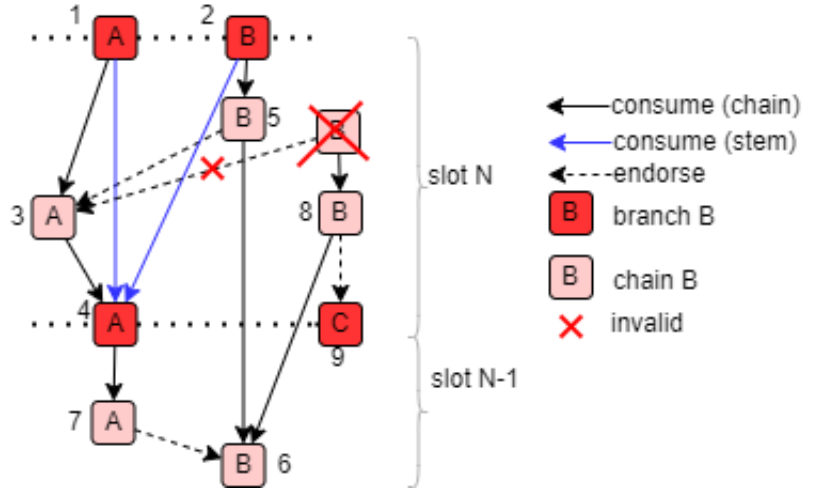 1 A 2 B
B 5
B
3 A 8 B
4 A C
9
7 A
B 6
slot N
slot N-1
consume (chain)
consume (stem)
endorse
B branch B
B chain B
invalid